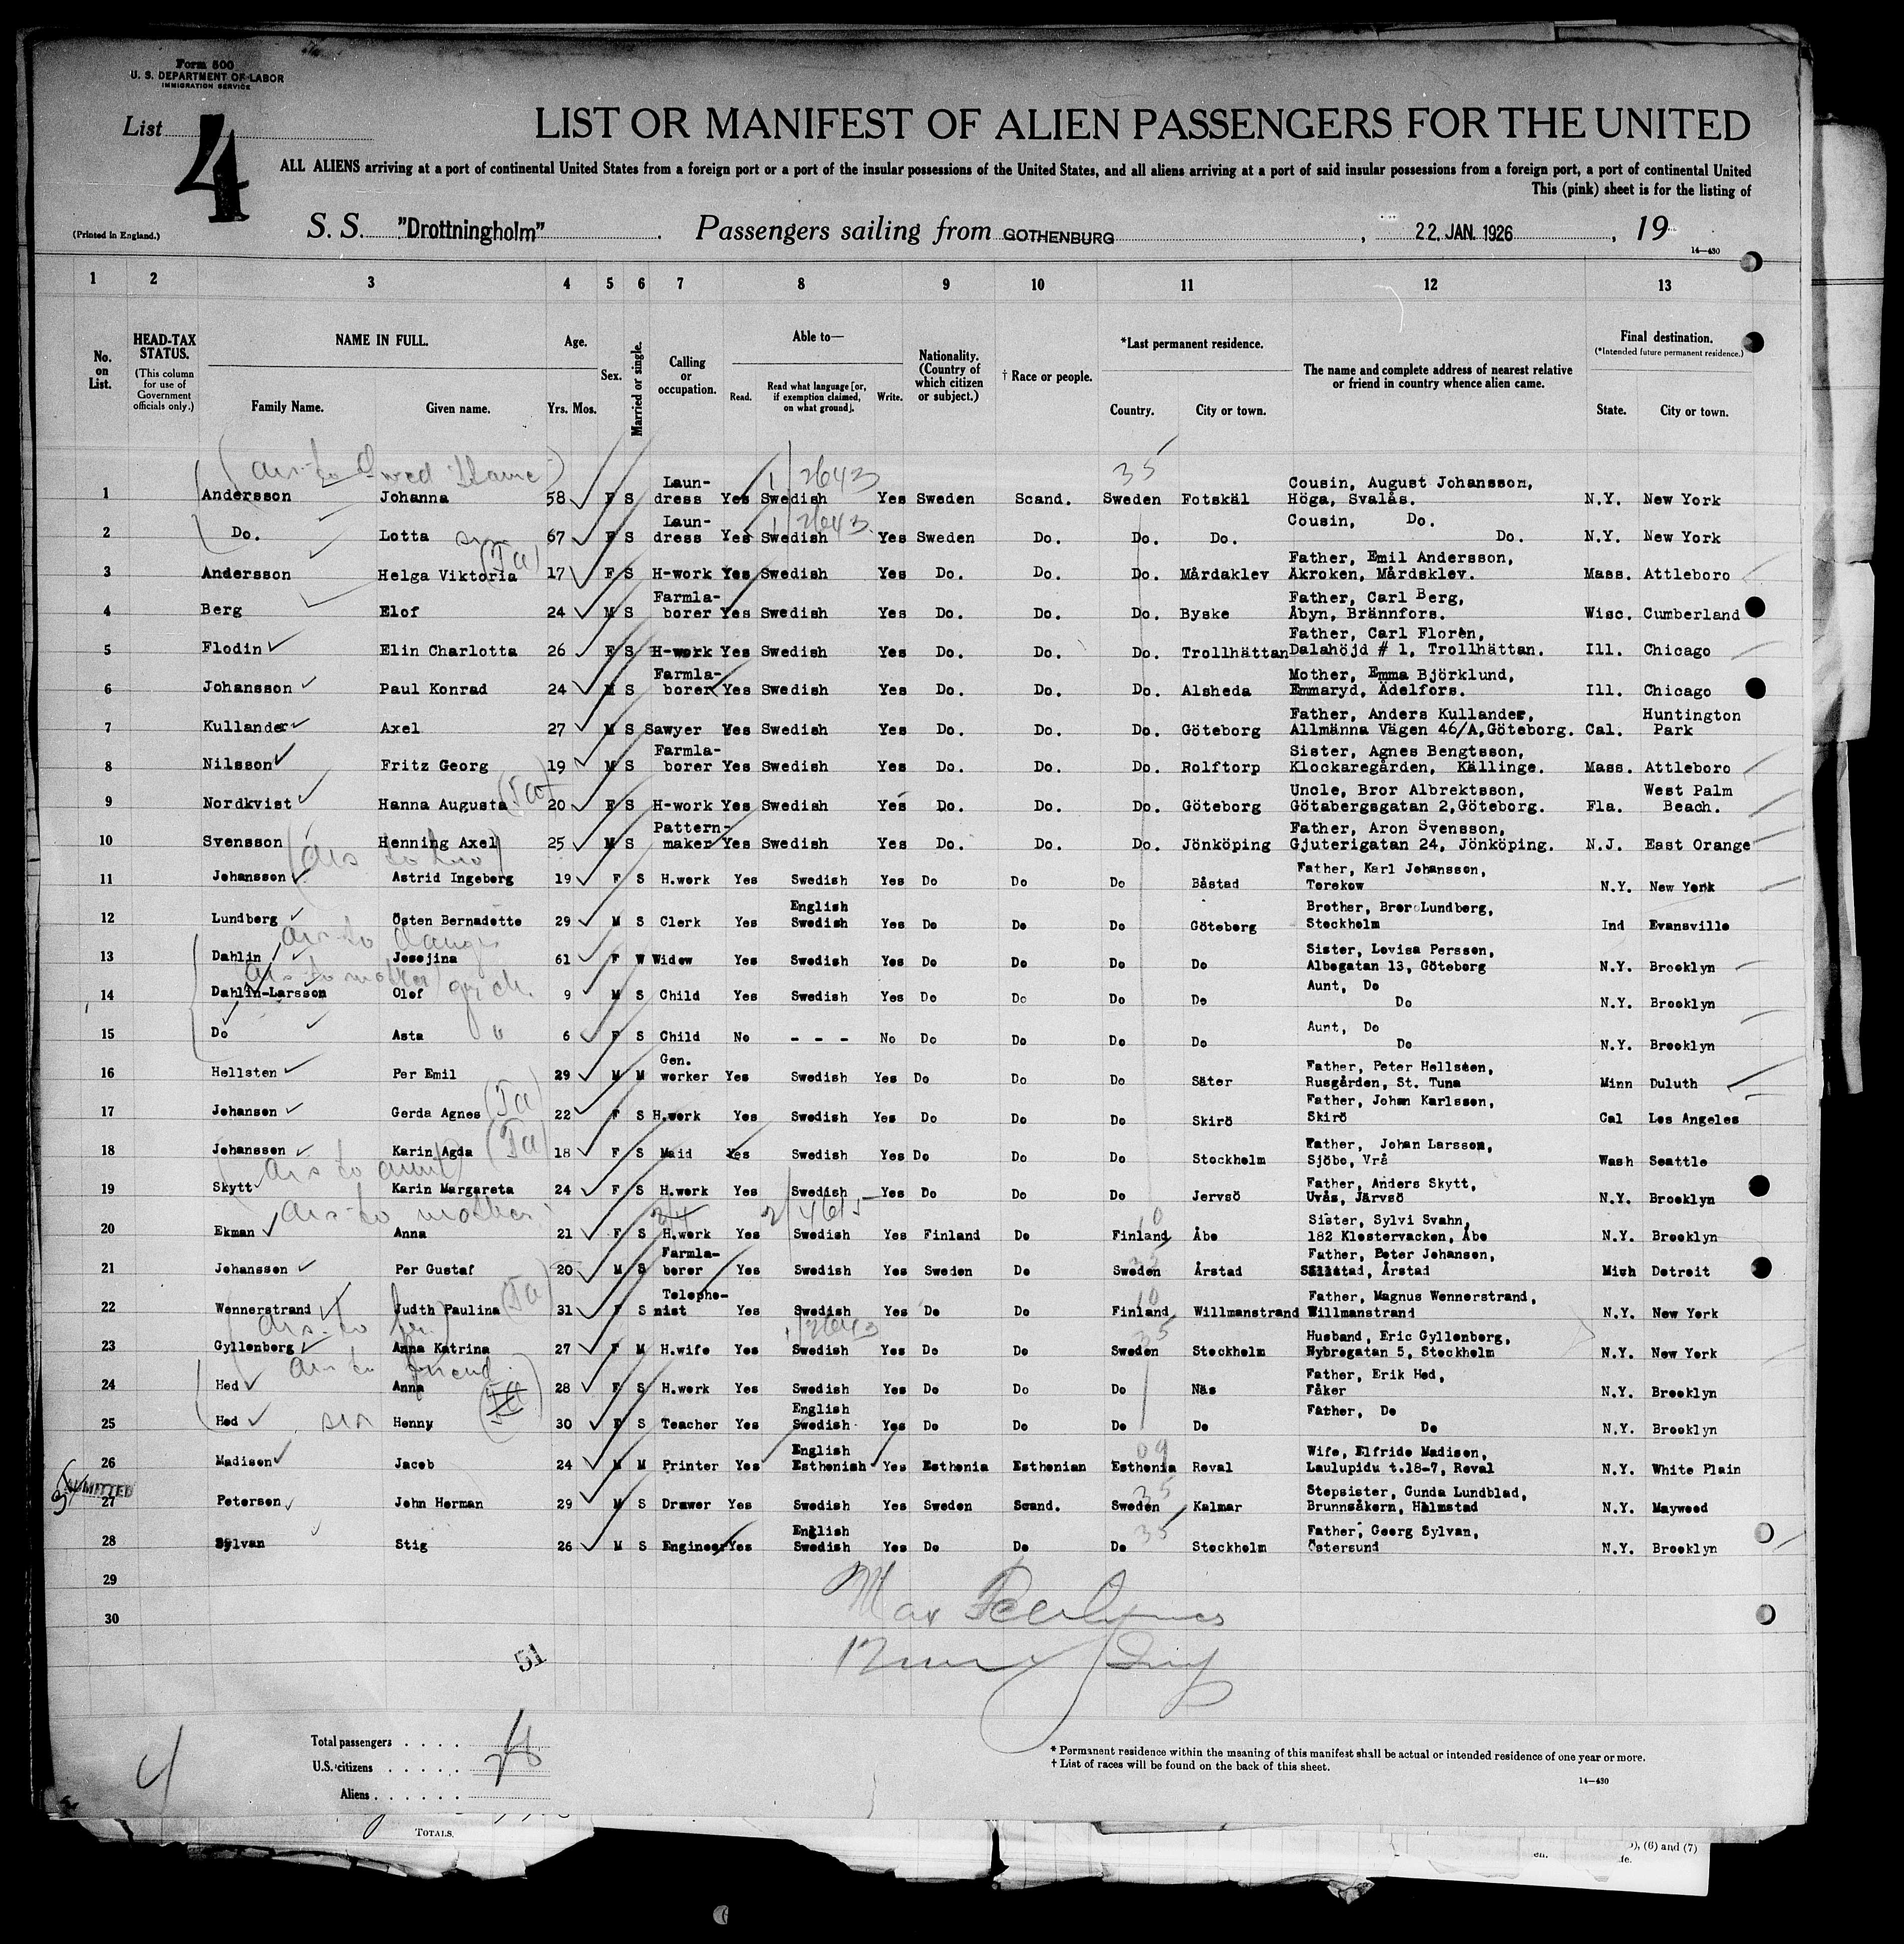 Form 500
U. S. DEPARTMENT OF LABOR
IMMIGRATION SERVICE
List 4
LIST OR MANIFEST OF ALIEN PASSENGERS FOR THE UNITED
ALL ALIENS arriving at a port of continental United States from a foreign port or a port of the insular possessions of the United States, and all aliens arriving at a port of said insular possessions from a foreign port, a port of continental United
This (pink) sheet is for the listing of
(Printed in England.)
S. S. "Drottningholm". Passengers sailing from GOTHENBURG, 22. JAN. 1926, 19
14—430
1 2 3 4 5 6 7 8 9 10 11 12 13
No. on List.
HEAD-TAX STATUS. (This column for use of Government officials only.)
NAME IN FULL. Family Name. Given name.
Age. Yrs. Mos.
Sex.
Married or single.
Calling or occupation.
Able to— Read. Read what language [or, if exemption claimed, on what ground]. Write.
Nationality. (Country of which citizen or subject.)
† Race or people.
*Last permanent residence. Country. City or town.
The name and complete address of nearest relative or friend in country whence alien came.
Final destination. (*Intended future permanent residence.) State. City or town.
1 Andersson Johanna 58 F S Laundress Yes Swedish Yes Sweden Scand. Sweden Fotskäl Cousin, August Johansson, Höga, Svalås. N.Y. New York
2 Do. Lotta 67 F S Laundress Yes Swedish Yes Sweden Do. Do. Do. Cousin, Do. Do. N.Y. New York
3 Andersson Helga Viktoria 17 F S H-work Yes Swedish Yes Do. Do. Do. Mårdaklev Father, Emil Andersson, Akroken, Mårdaklev. Mass. Attleboro
4 Berg Elof 24 M S Farmlaborer Yes Swedish Yes Do. Do. Do. Byske Father, Carl Berg, Åbyn, Brännfors. Wisc. Cumberland
5 Flodin Elin Charlotta 26 F S H-work Yes Swedish Yes Do. Do. Do. Trollhättan Father, Carl Florén, Dalahöjd # 1, Trollhättan. Ill. Chicago
6 Johansson Paul Konrad 24 M S Farmlaborer Yes Swedish Yes Do. Do. Do. Alsheda Mother, Emma Björklund, Emmaryd, Ädelfors. Ill. Chicago
7 Kullander Axel 27 M S Sawyer Yes Swedish Yes Do. Do. Do. Göteborg Father, Anders Kullander, Allmänna Vägen 46/A, Göteborg. Cal. Huntington Park
8 Nilsson Fritz Georg 19 M S Farmlaborer Yes Swedish Yes Do. Do. Do. Rolftorp Sister, Agnes Bengtsson, Klockaregården, Källinge. Mass. Attleboro
9 Nordkvist Hanna Augusta 20 F S H-work Yes Swedish Yes Do. Do. Do. Göteborg Uncle, Bror Albrektsson, Götabergsgatan 2, Göteborg. Fla. West Palm Beach.
10 Svensson Henning Axel 25 M S Patternmaker Yes Swedish Yes Do. Do. Do. Jönköping Father, Aron Svensson, Gjuterigatan 24, Jönköping. N.J. East Orange
11 Johansson Astrid Ingeborg 19 F S H.work Yes Swedish Yes Do Do Do Båstad Father, Karl Johansson, Torekow N.Y. New York
12 Lundberg Östen Bernadotte 29 M S Clerk Yes English Swedish Yes Do Do Do Göteborg Brother, Bror Lundberg, Stockholm Ind Evansville
13 Dahlin Josejina 61 F W Widow Yes Swedish Yes Do Do Do Do Sister, Lovisa Persson, Albogatan 13, Göteborg N.Y. Brooklyn
14 Dahlin-Larsson Olof 9 M S Child Yes Swedish Yes Do Do Do Do Aunt, Do Do N.Y. Brooklyn
15 Do Asta 6 F S Child No - - - No Do Do Do Do Aunt, Do Do N.Y. Brooklyn
16 Hellsten Per Emil 29 M M Gen. worker Yes Swedish Yes Do Do Do Säter Father, Peter Hellsteen, Rusgården, St. Tuna Minn Duluth
17 Johanson Gerda Agnes 22 F S H.work Yes Swedish Yes Do Do Do Skirö Father, Johan Karlsson, Skirö Cal Los Angeles
18 Johansson Karin Agda 18 F S Maid Yes Swedish Yes Do Do Do Stockholm Father, Johan Larsson, Sjöbo, Vrå Wash Seattle
19 Skytt Karin Margareta 24 F S H.work Yes Swedish Yes Do Do Do Jervsö Father, Anders Skytt, Uvås, Järvsö N.Y. Brooklyn
20 Ekman Anna 21 F S H.work Yes Swedish Yes Finland Do Finland Åbo Sister, Sylvi Svahn, 182 Klostervacken, Åbo N.Y. Brooklyn
21 Johansson Per Gustaf 20 M S Farmlaborer Yes Swedish Yes Sweden Do Sweden Årstad Father, Peter Johanson, Årstad Mich Detroit
22 Wennerstrand Judth Paulina 31 F S Telephonist Yes Swedish Yes Do Do Finland Willmanstrand Father, Magnus Wennerstrand, Willmanstrand N.Y. New York
23 Gyllenberg Anna Katrina 27 F M H.wife Yes Swedish Yes Do Do Sweden Stockholm Husband, Eric Gyllenberg, Nybrogatan 5, Stockholm N.Y. New York
24 Hed Anna 28 F S H.work Yes Swedish Yes Do Do Do Näs Father, Erik Hed, Fåker N.Y. Brooklyn
25 Hed Henny 30 F S Teacher Yes English Swedish Yes Do Do Do Do Father, Do Do N.Y. Brooklyn
26 Madison Jacob 24 M M Printer Yes English Esthonish Yes Esthonia Esthonian Esthonia Reval Wife, Elfride Madison, Laulupidu t.18-7, Reval N.Y. White Plain
ADMITTED
27 Peterson John Herman 29 M S Drawer Yes Swedish Yes Sweden Scand. Sweden Kalmar Stepsister, Gunda Lundblad, Brunnsåkern, Halmstad N.Y. Maywood
28 Sylvan Stig 26 M S Engineer Yes English Swedish Yes Do Do Do Stockholm Father, Georg Sylvan, Östersund N.Y. Brooklyn
29
30
51
4
Total passengers . . . .
U.S. citizens . . . . .
Aliens . . . . . .
* Permanent residence within the meaning of this manifest shall be actual or intended residence of one year or more.
† List of races will be found on the back of this sheet.
14—430
TOTALS.
(6) and (7)